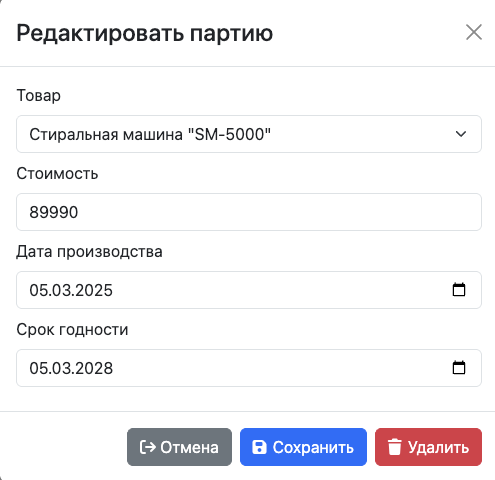 Редактировать партию
Товар
Стиральная машина "SM-5000"
Стоимость
89990
Дата производства
05.03.2025
Срок годности
05.03.2028
Отмена Сохранить Удалить